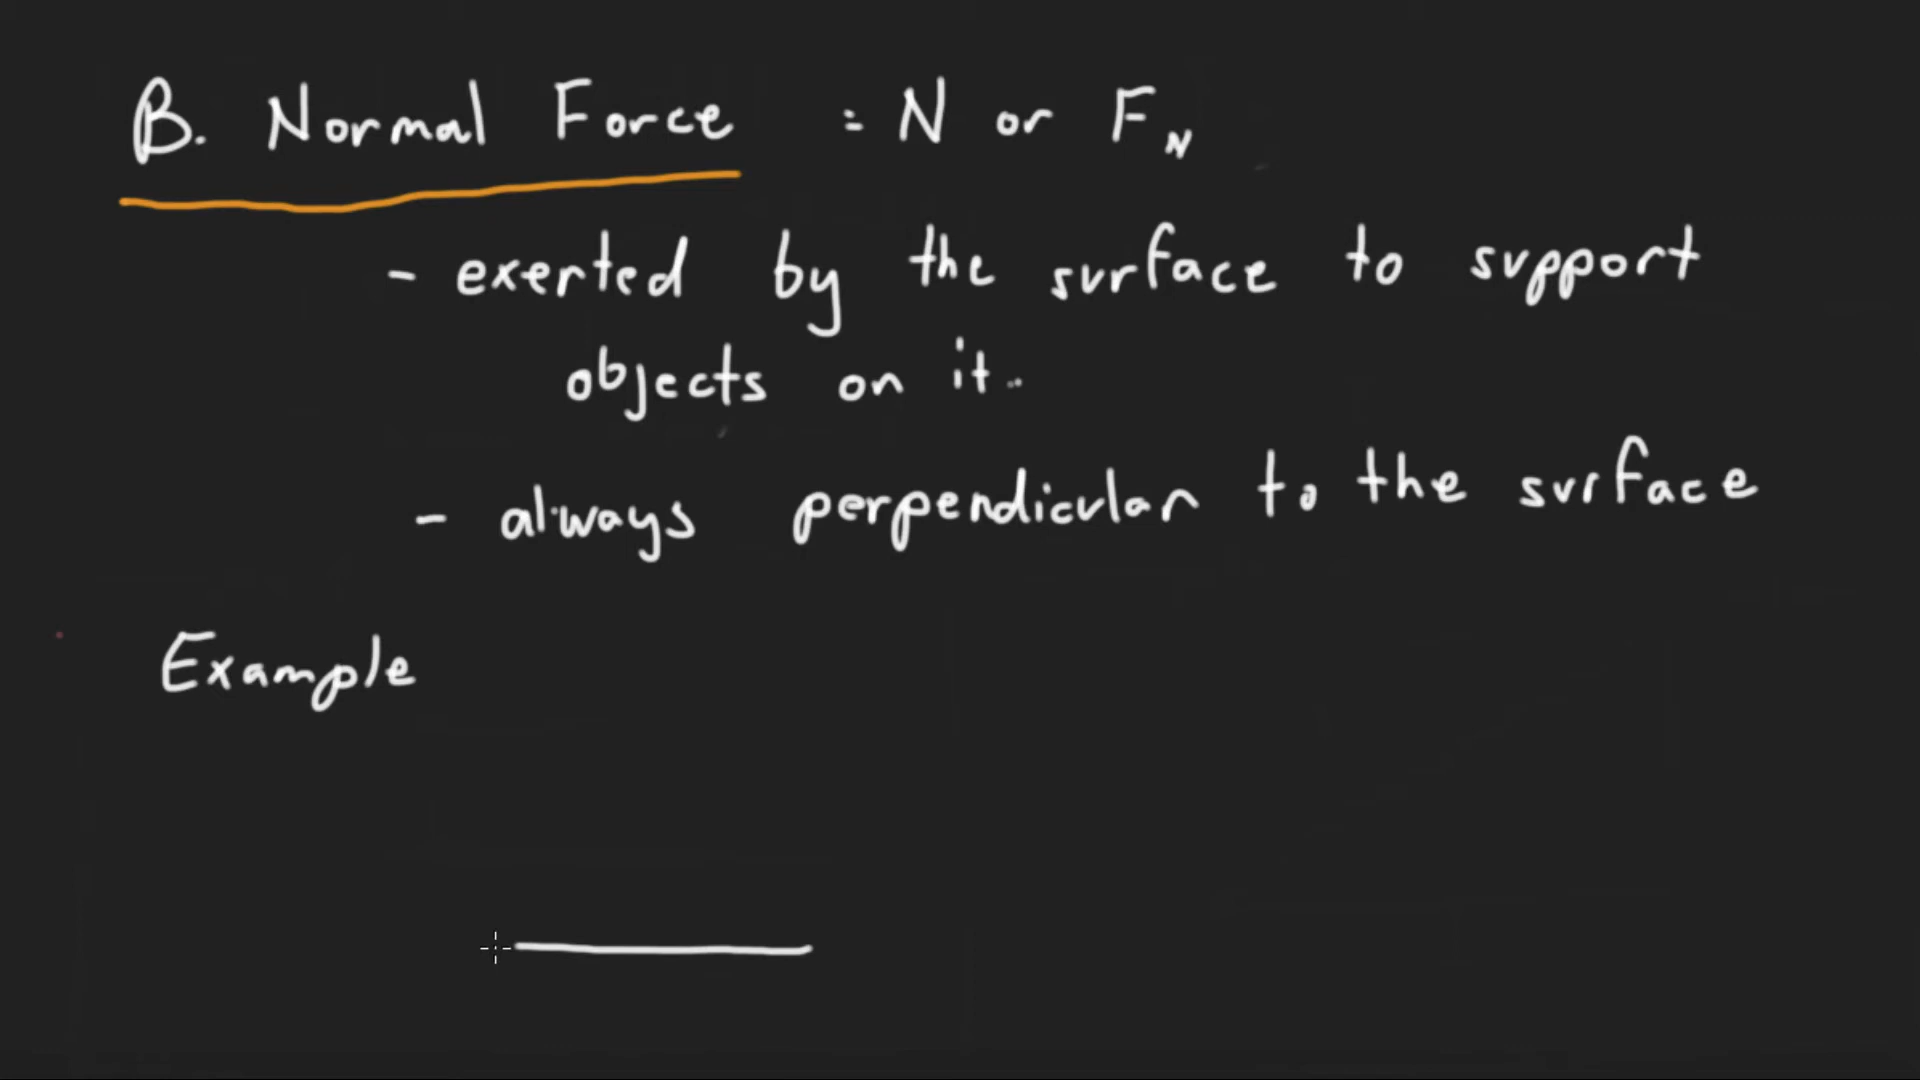 B. Normal Force = N or F_N
- exerted by the surface to support
objects on it..
- always perpendicular to the surface
Example